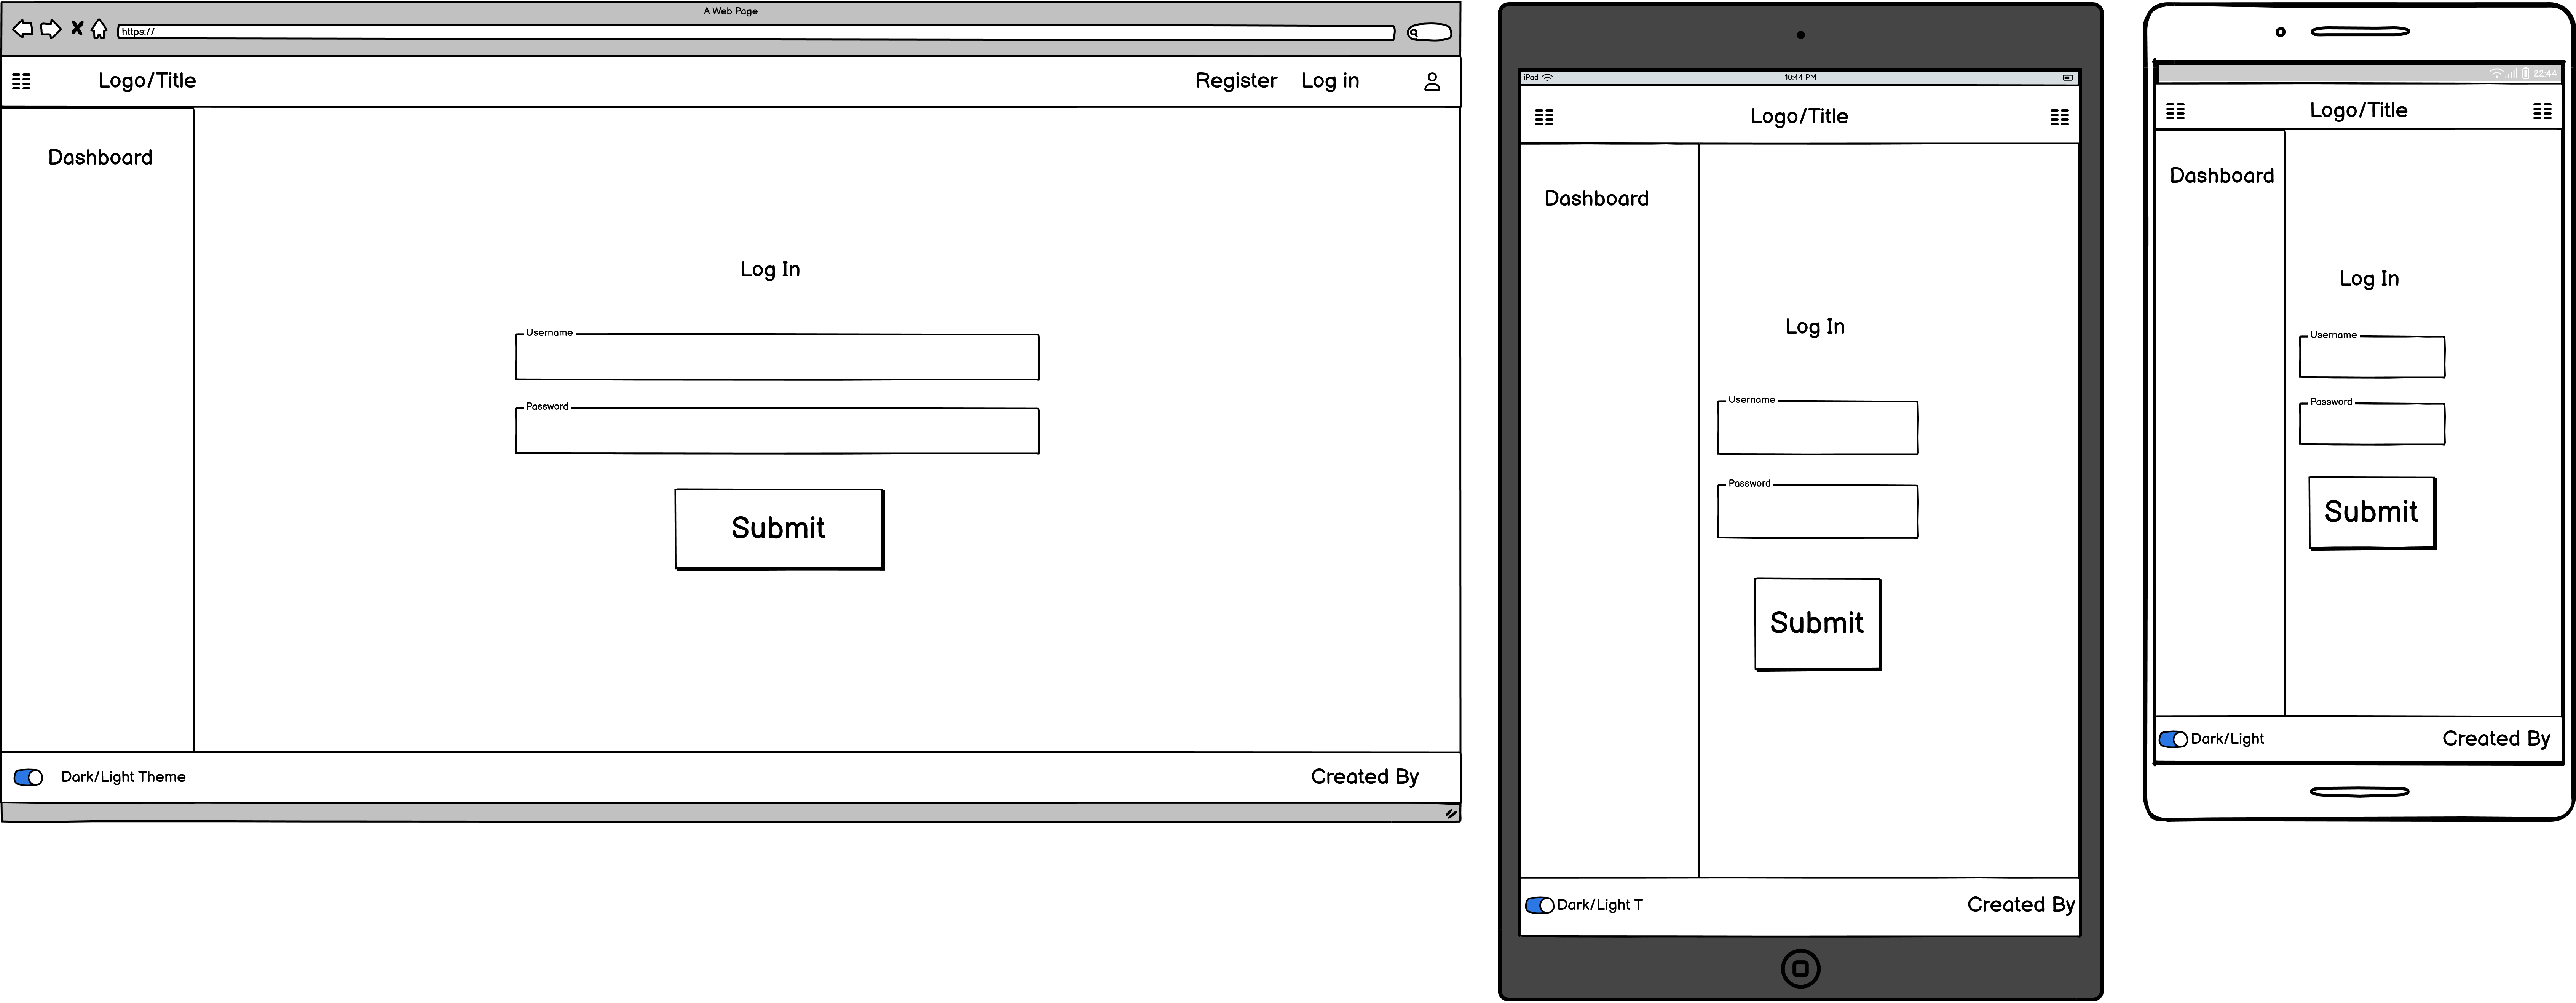 A Web Page
https://
Logo/Title
Register
Log in
Dashboard
Log In
Username
Password
Submit
Dark/Light Theme
Created By
iPad
10:44 PM
Logo/Title
Dashboard
Log In
Username
Password
Submit
Dark/Light T
Created By
22:44
Logo/Title
Dashboard
Log In
Username
Password
Submit
Dark/Light
Created By